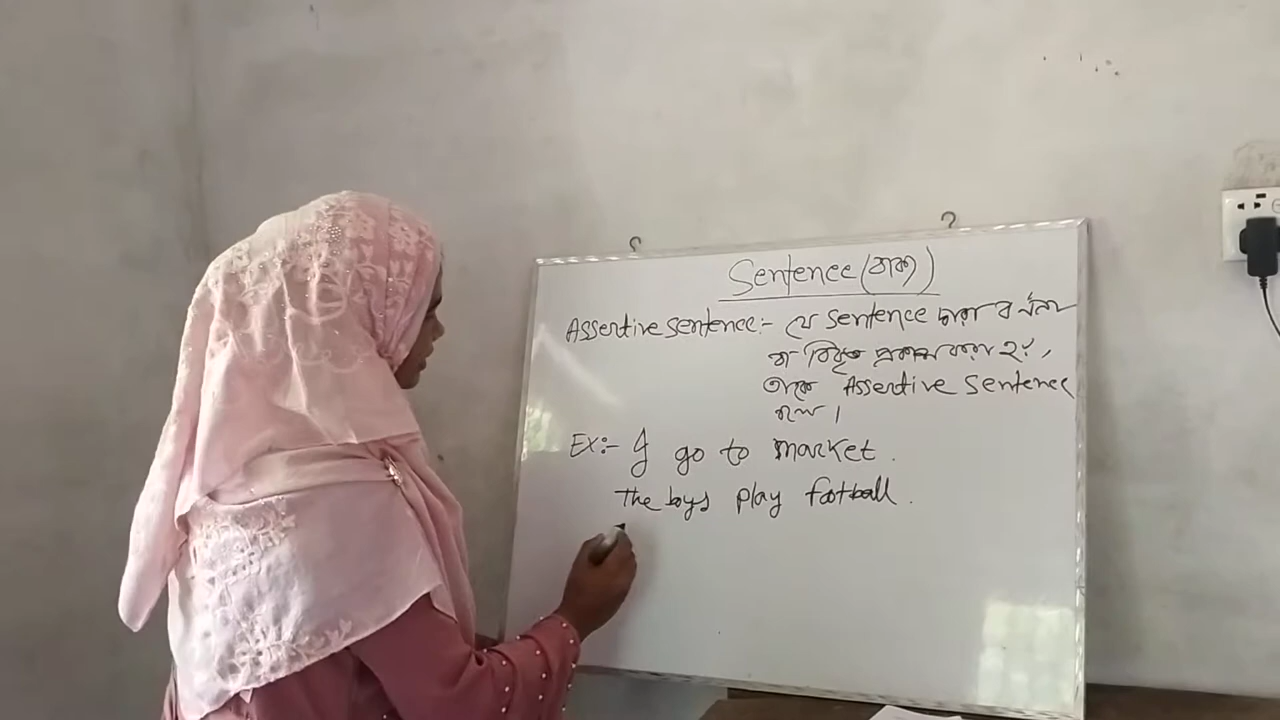 Sentence (বাক্য)
Assertive sentence:- যে sentence দ্বারা বর্ণনা
বা বিবৃতি প্রকাশ করা হয়,
তাকে Assertive Sentence
বলে।
Ex:- I go to market.
The boys play football.